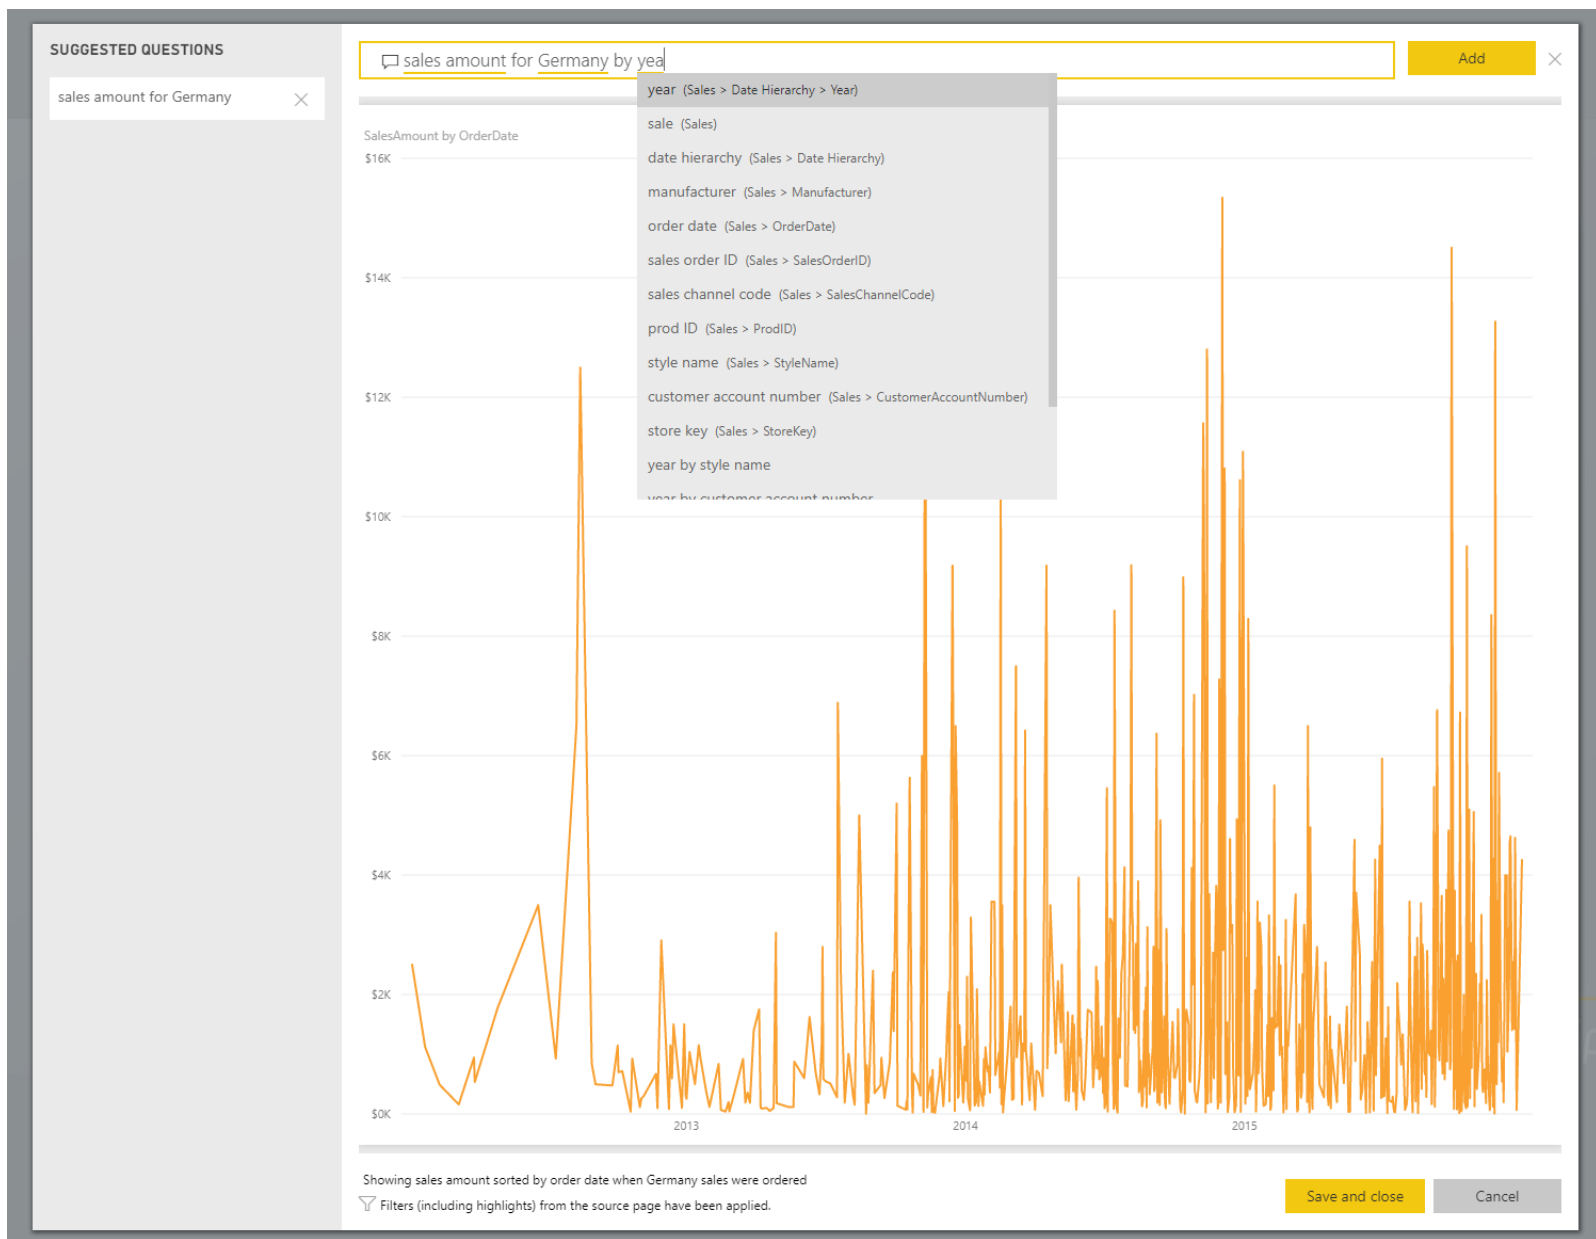 SUGGESTED QUESTIONS
sales amount for Germany
sales amount for Germany by yea
Add
year (Sales > Date Hierarchy > Year)
sale (Sales)
date hierarchy (Sales > Date Hierarchy)
manufacturer (Sales > Manufacturer)
order date (Sales > OrderDate)
sales order ID (Sales > SalesOrderID)
sales channel code (Sales > SalesChannelCode)
prod ID (Sales > ProdID)
style name (Sales > StyleName)
customer account number (Sales > CustomerAccountNumber)
store key (Sales > StoreKey)
year by style name
year by customer account number
SalesAmount by OrderDate
$16K
$14K
$12K
$10K
$8K
$6K
$4K
$2K
$0K
2013 2014 2015
Showing sales amount sorted by order date when Germany sales were ordered
Filters (including highlights) from the source page have been applied.
Save and close
Cancel